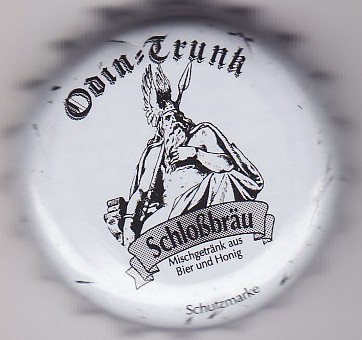 Odin-Trunk
Schloßbräu
Mischgetränk aus
Bier und Honig
Schutzmarke